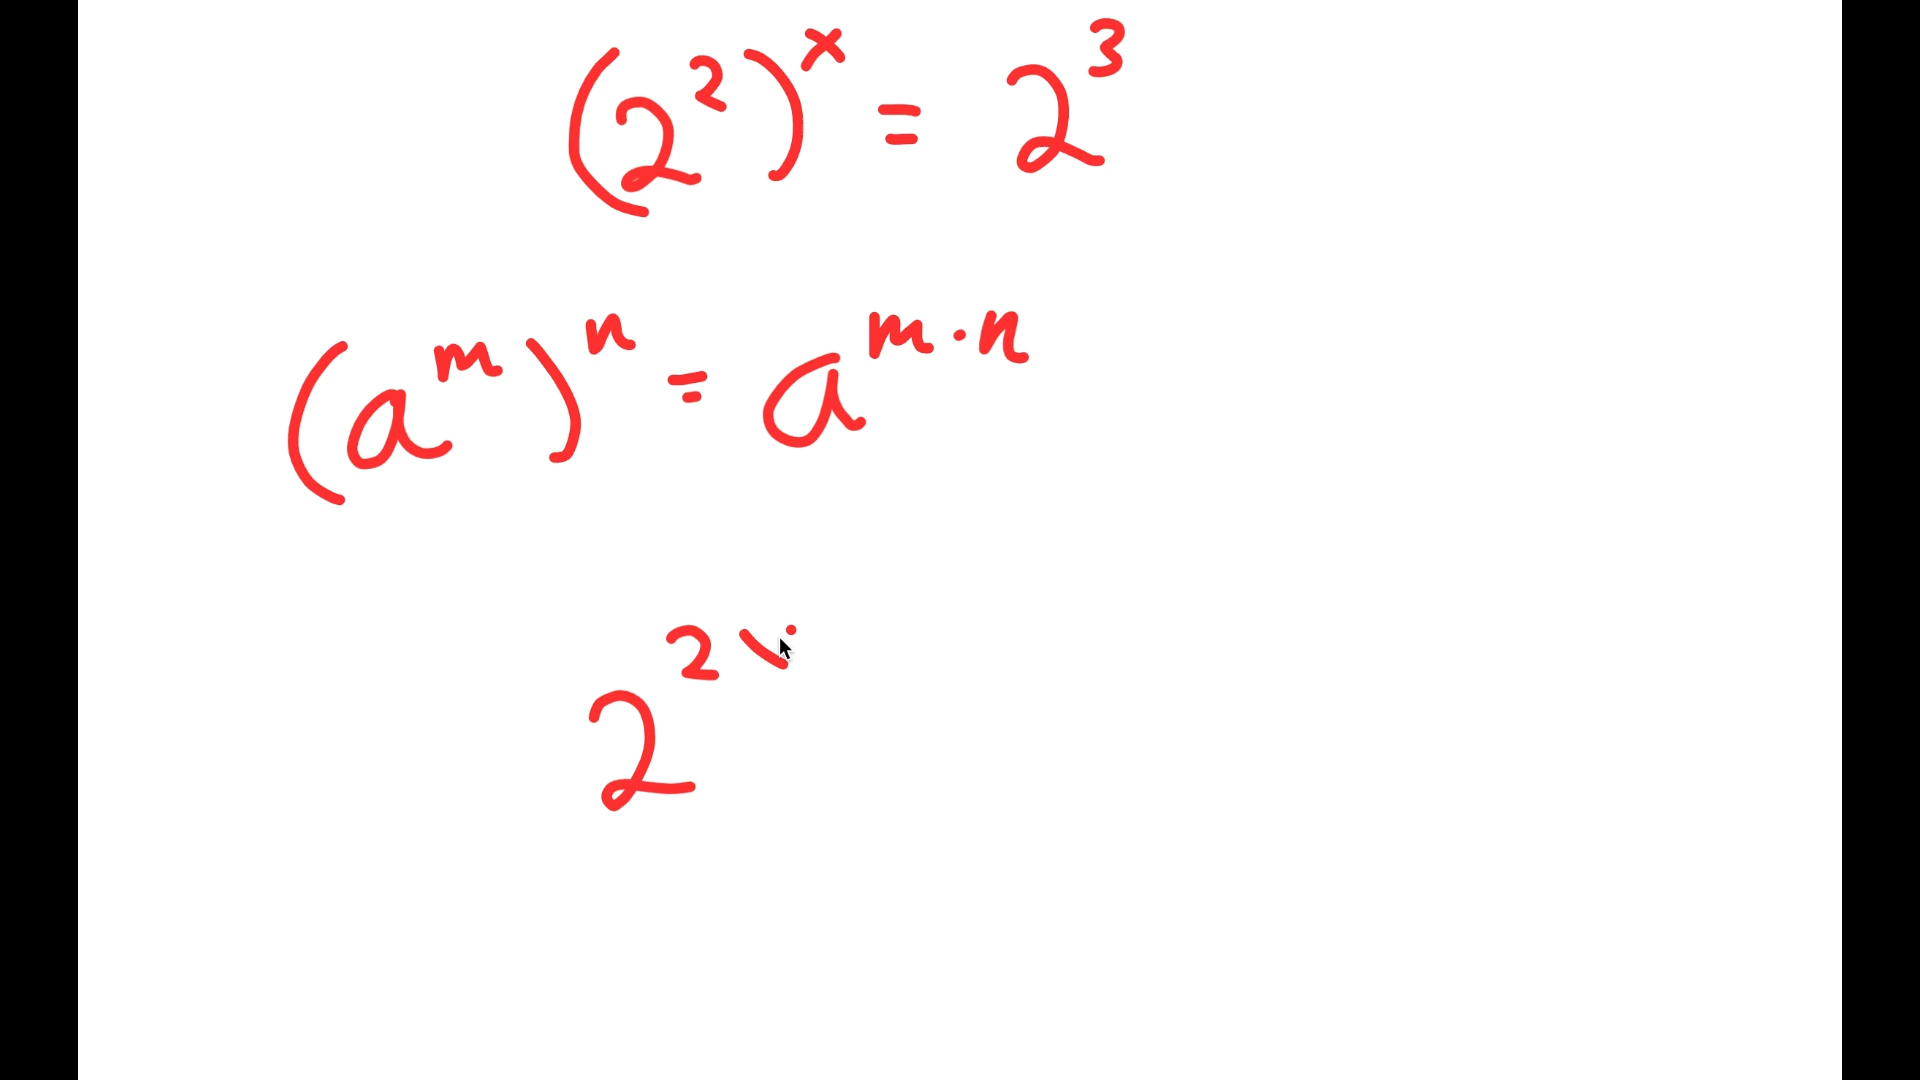 (2²)ˣ = 2³
(aᵐ)ⁿ = aᵐ·ⁿ
2²